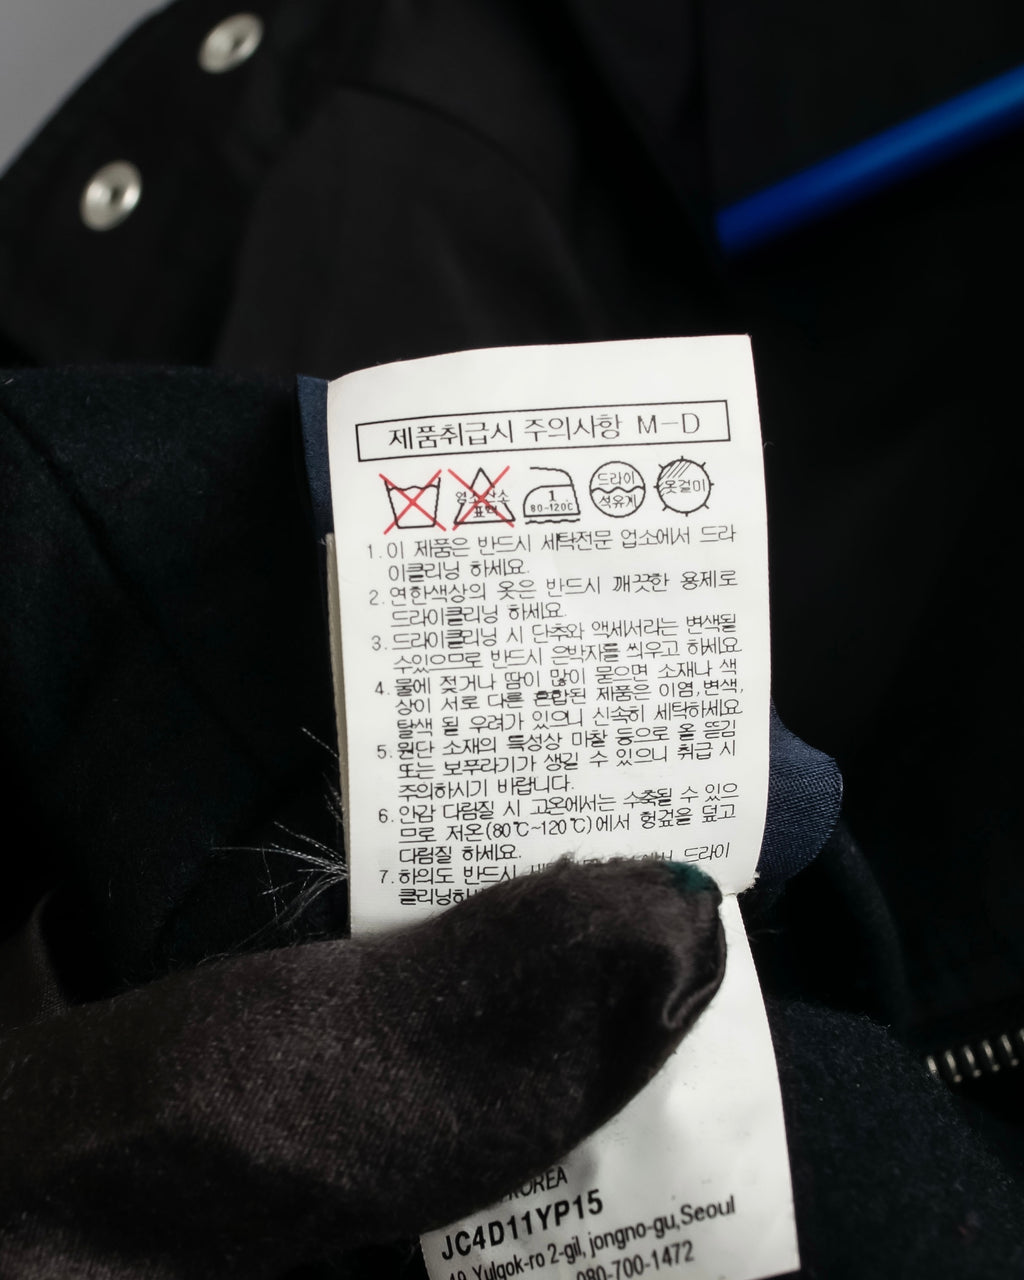 제품취급시 주의사항 M-D
염소산소
표백
1.
80~120℃
드라이
석유계
옷걸이
1. 이 제품은 반드시 세탁전문 업소에서 드라
이클리닝 하세요.
2. 연한색상의 옷은 반드시 깨끗한 용제로
드라이클리닝 하세요.
3. 드라이클리닝 시 단추와 액세서리는 변색될
수있으므로 반드시 은박지를 씌우고 하세요
4. 물에 젖거나 땀이 많이 묻으면 소재나 색
상이 서로 다른 혼합된 제품은 이염,변색,
탈색 될 우려가 있으니 신속히 세탁하세요
5. 원단 소재의 특성상 마찰 등으로 올 뜯김
또는 보푸라기가 생길 수 있으니 취급 시
주의하시기 바랍니다.
6. 안감 다림질 시 고온에서는 수축될 수 있으
므로 저온(80℃~120℃)에서 헝겊을 덮고
다림질 하세요.
7. 하의도 반드시 드라이
클리닝하
KOREA
JC4D11YP15
Yulgok-ro 2-gil, jongno-gu,Seoul
080-700-1472